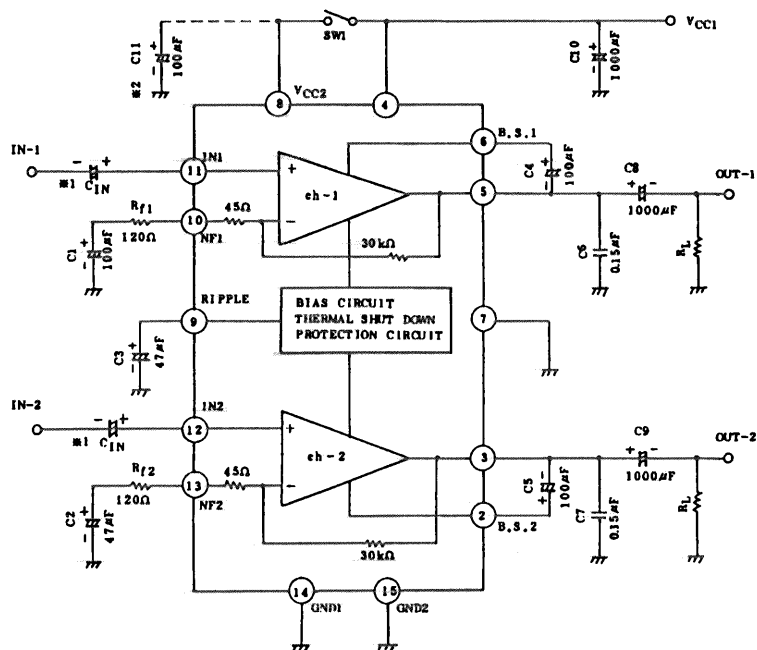 SW1
VCC1
+
C11
-
100μF
※2
+
C10
-
1000μF
8
VCC2
4
6
B.S.1
IN-1
-
+
※1 CIN
11
IN1
+
ch-1
-
5
+
C4
-
100μF
C8
+
-
1000μF
OUT-1
Rf1
120Ω
10
NF1
45Ω
30kΩ
+
C1
-
100μF
C6
0.15μF
RL
RIPPLE
9
BIAS CIRCUIT
THERMAL SHUT DOWN
PROTECTION CIRCUIT
7
+
C3
-
47μF
IN-2
-
+
※1 CIN
IN2
12
+
ch-2
-
3
C9
+
-
1000μF
OUT-2
Rf2
120Ω
13
NF2
45Ω
30kΩ
2
B.S.2
-
C5
+
100μF
+
C2
-
47μF
C7
0.15μF
RL
14
GND1
15
GND2